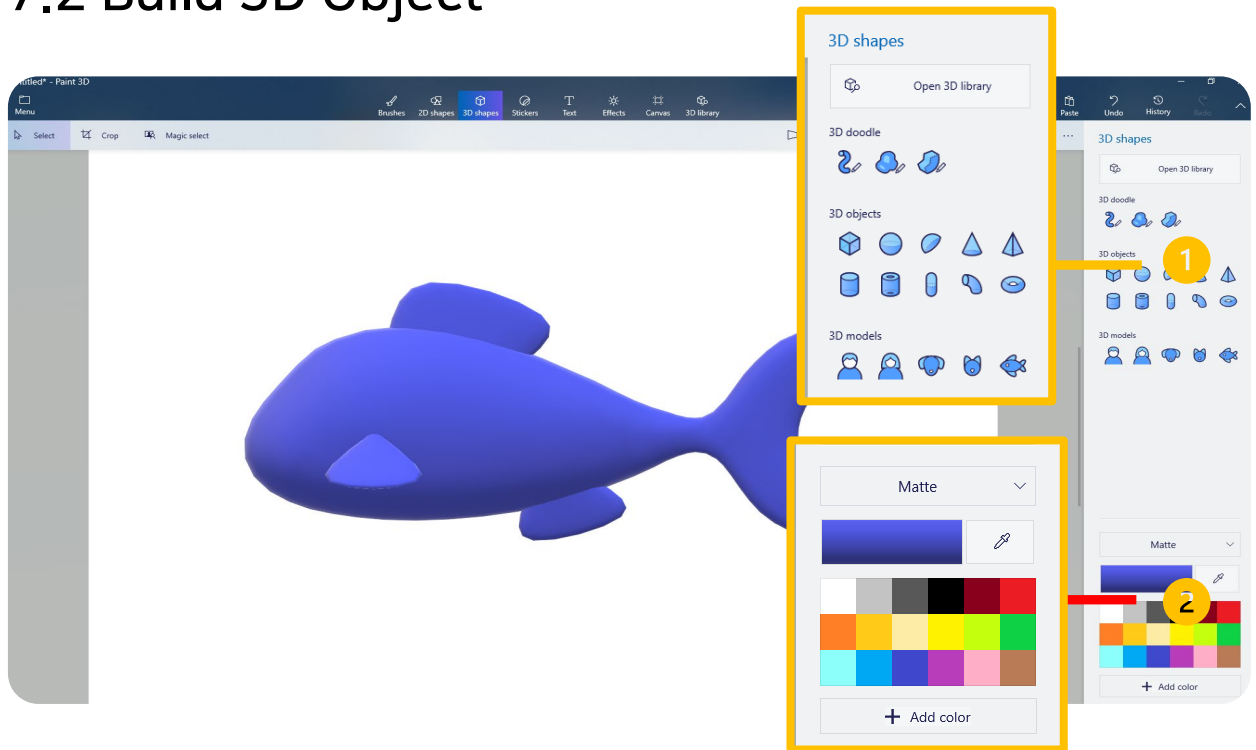 7.2 Build 3D Object
3D shapes
Open 3D library
3D doodle
3D objects
3D models
Untitled* - Paint 3D
Menu
Brushes 2D shapes 3D shapes Stickers Text Effects Canvas 3D library
Paste Undo History Redo
Select Crop Magic select
...
3D shapes
Open 3D library
3D doodle
3D objects
1
3D models
Matte
+ Add color
Matte
2
+ Add color